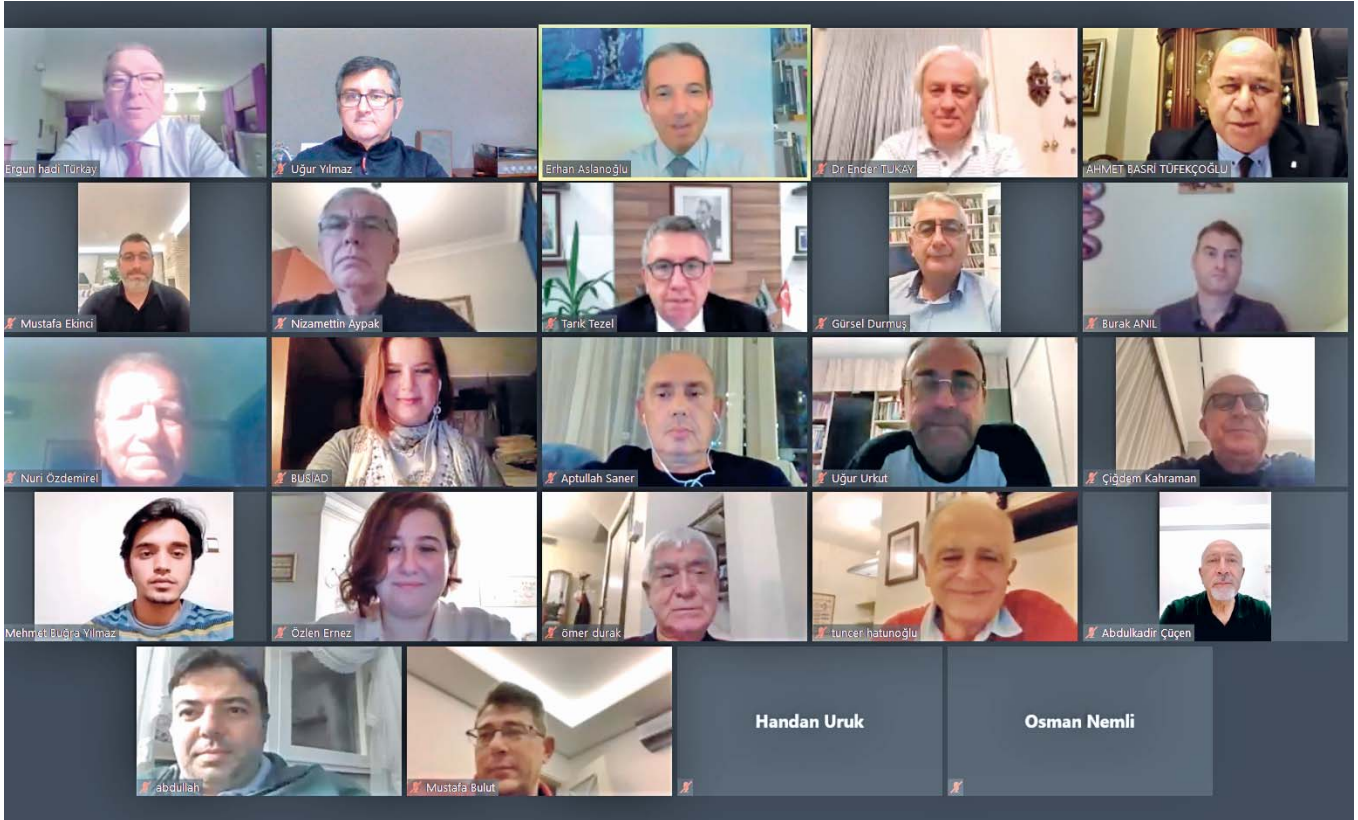 Ergun hadi Türkay
Uğur Yılmaz
Erhan Aslanoğlu
Dr Ender TUKAY
AHMET BASRİ TÜFEKÇOĞLU
Mustafa Ekinci
Nizamettin Aypak
Tarık Tezel
Gürsel Durmuş
Burak ANIL
Nuri Özdemirel
BUSİAD
Aptullah Saner
Uğur Urkut
Çiğdem Kahraman
Mehmet Buğra Yılmaz
Özlen Ernez
ömer durak
tuncer hatunoğlu
Abdulkadir Çüçen
abdullah
Mustafa Bulut
Handan Uruk
Osman Nemli